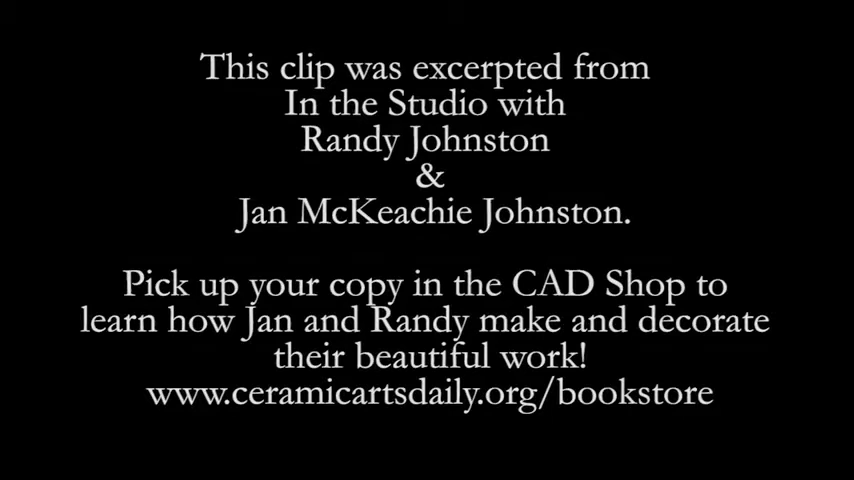 This clip was excerpted from
In the Studio with
Randy Johnston
&
Jan McKeachie Johnston.
Pick up your copy in the CAD Shop to
learn how Jan and Randy make and decorate
their beautiful work!
www.ceramicartsdaily.org/bookstore